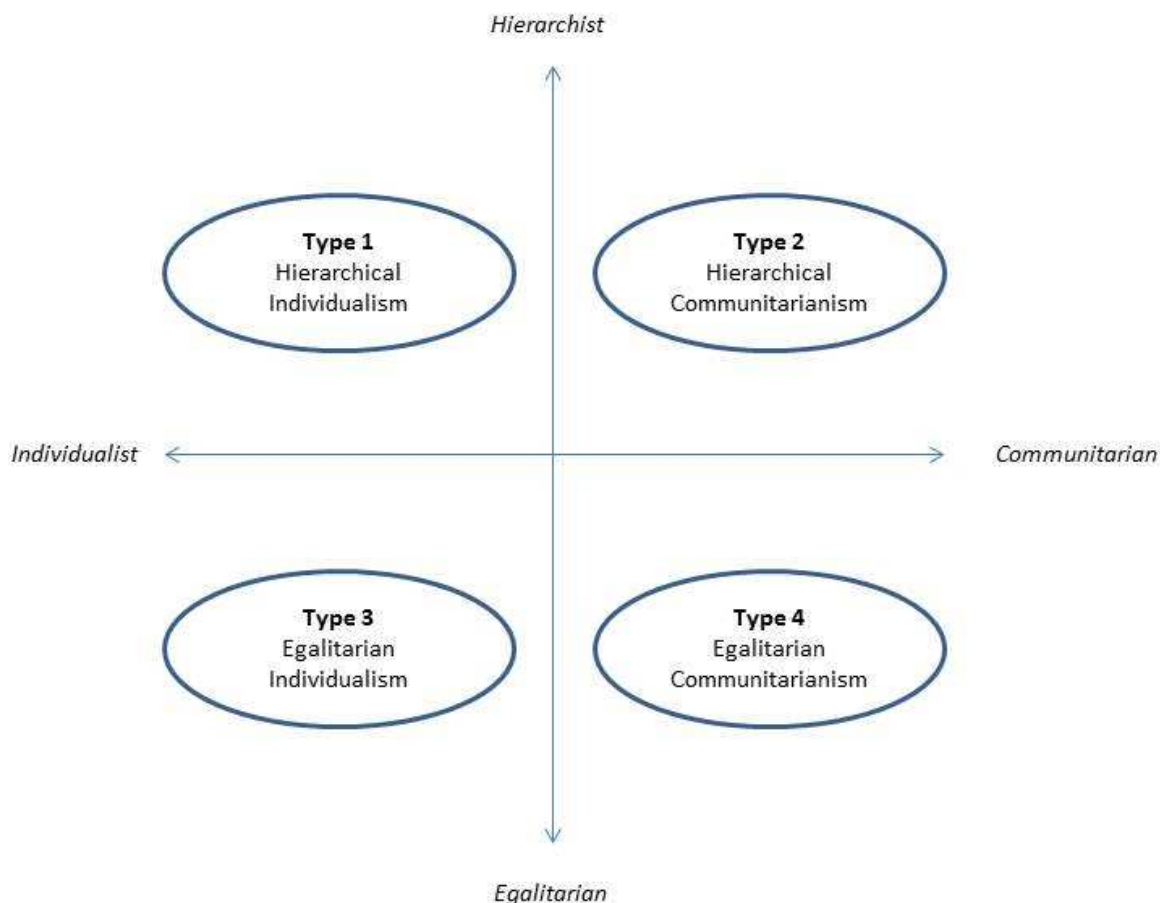 Hierarchist
Type 1
Hierarchical
Individualism
Type 2
Hierarchical
Communitarianism
Individualist
Communitarian
Type 3
Egalitarian
Individualism
Type 4
Egalitarian
Communitarianism
Egalitarian